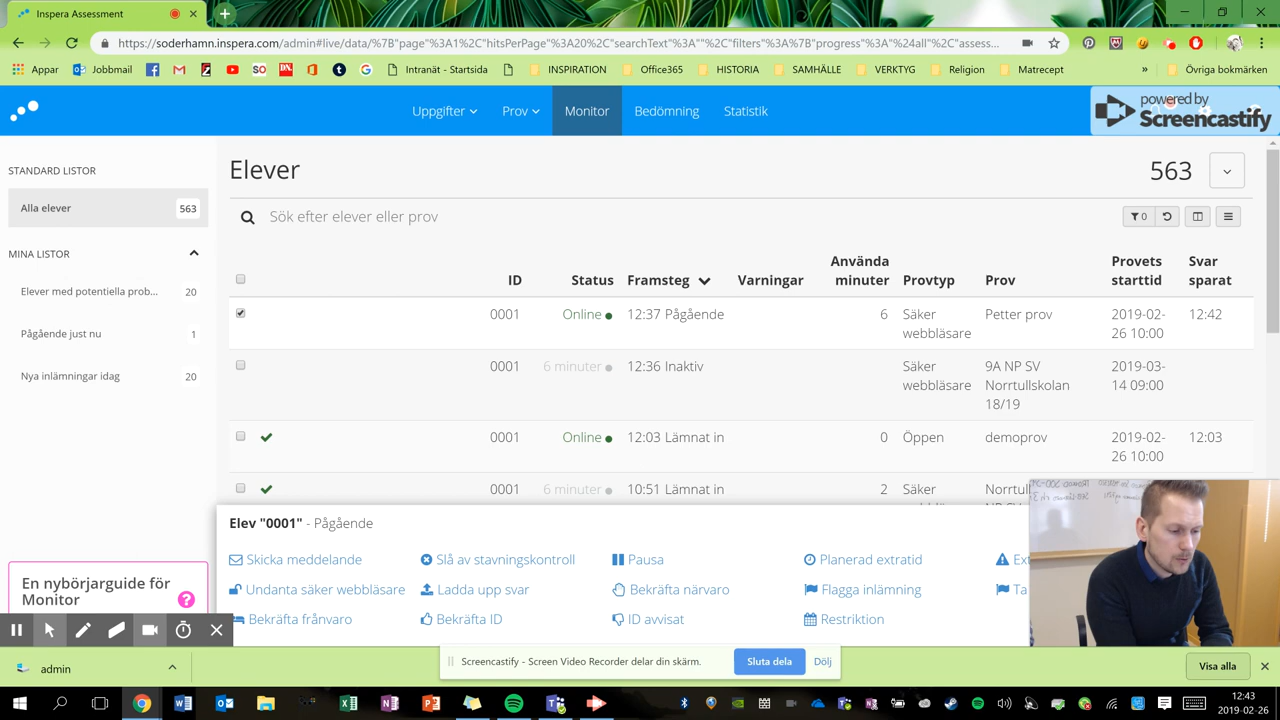 Inspera Assessment
https://soderhamn.inspera.com/admin#live/data/%7B"page"%3A1%2C"hitsPerPage"%3A20%2C"searchText"%3A""%2C"filters"%3A%7B"progress"%3A"%24all"%2C"assess...
Appar Jobbmail SO DN. Intranät - Startsida INSPIRATION Office365 HISTORIA SAMHÄLLE VERKTYG Religion Matrecept » Övriga bokmärken
Uppgifter Prov Monitor Bedömning Statistik
powered by
Screencastify
STANDARD LISTOR
Alla elever 563
MINA LISTOR
Elever med potentiella prob... 20
Pågående just nu 1
Nya inlämningar idag 20
En nybörjarguide för
Monitor ?
Elever 563
Sök efter elever eller prov 0
ID Status Framsteg Varningar Använda minuter Provtyp Prov Provets starttid Svar sparat
0001 Online 12:37 Pågående 6 Säker webbläsare Petter prov 2019-02-26 10:00 12:42
0001 6 minuter 12:36 Inaktiv Säker webbläsare 9A NP SV Norrtullskolan 18/19 2019-03-14 09:00
0001 Online 12:03 Lämnat in 0 Öppen demoprov 2019-02-26 10:00 12:03
0001 6 minuter 10:51 Lämnat in 2 Säker
Elev "0001" - Pågående
Skicka meddelande Slå av stavningskontroll Pausa Planerad extratid Ext
Undanta säker webbläsare Ladda upp svar Bekräfta närvaro Flagga inlämning Ta
Bekräfta frånvaro Bekräfta ID ID avvisat Restriktion
admin
Screencastify - Screen Video Recorder delar din skärm. Sluta dela Dölj
Visa alla
12:43
2019-02-26